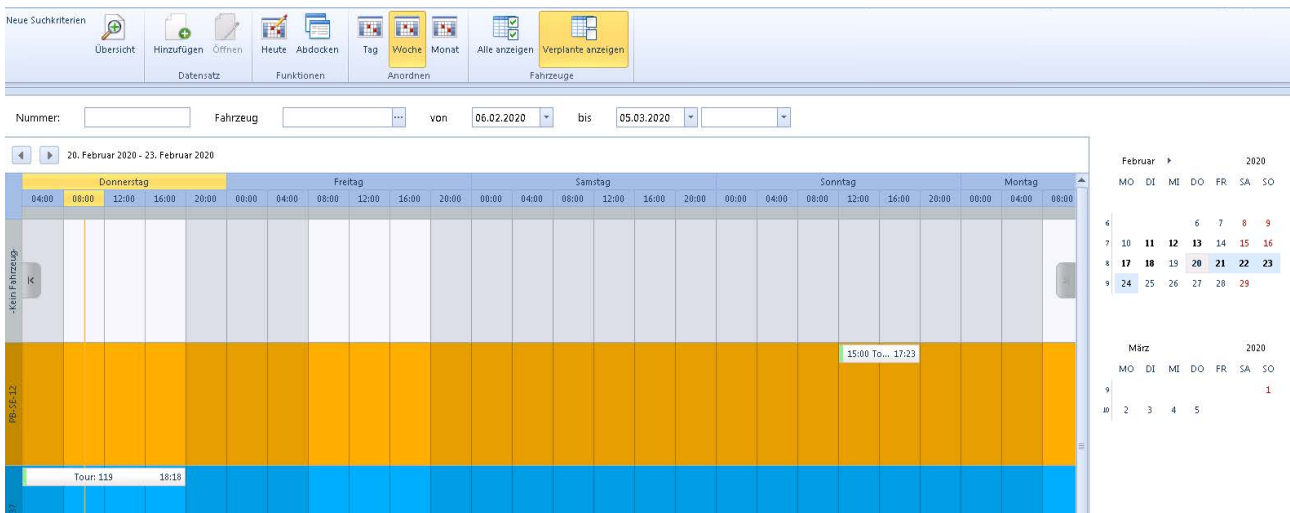 Neue Suchkriterien
Übersicht Hinzufügen Öffnen Heute Abdocken Tag Woche Monat Alle anzeigen Verplante anzeigen
Datensatz Funktionen Anordnen Fahrzeuge
Nummer: Fahrzeug ... von 06.02.2020 bis 05.03.2020
20. Februar 2020 - 23. Februar 2020
Donnerstag Freitag Samstag Sonntag Montag
04:00 08:00 12:00 16:00 20:00 00:00 04:00 08:00 12:00 16:00 20:00 00:00 04:00 08:00 12:00 16:00 20:00 00:00 04:00 08:00 12:00 16:00 20:00 00:00 04:00 08:00
-Kein Fahrzeug-
PB-SE-12
15:00 To... 17:23
Tour: 119 18:18
Februar 2020
MO DI MI DO FR SA SO
6 6 7 8 9
7 10 11 12 13 14 15 16
8 17 18 19 20 21 22 23
9 24 25 26 27 28 29
März 2020
MO DI MI DO FR SA SO
9 1
10 2 3 4 5